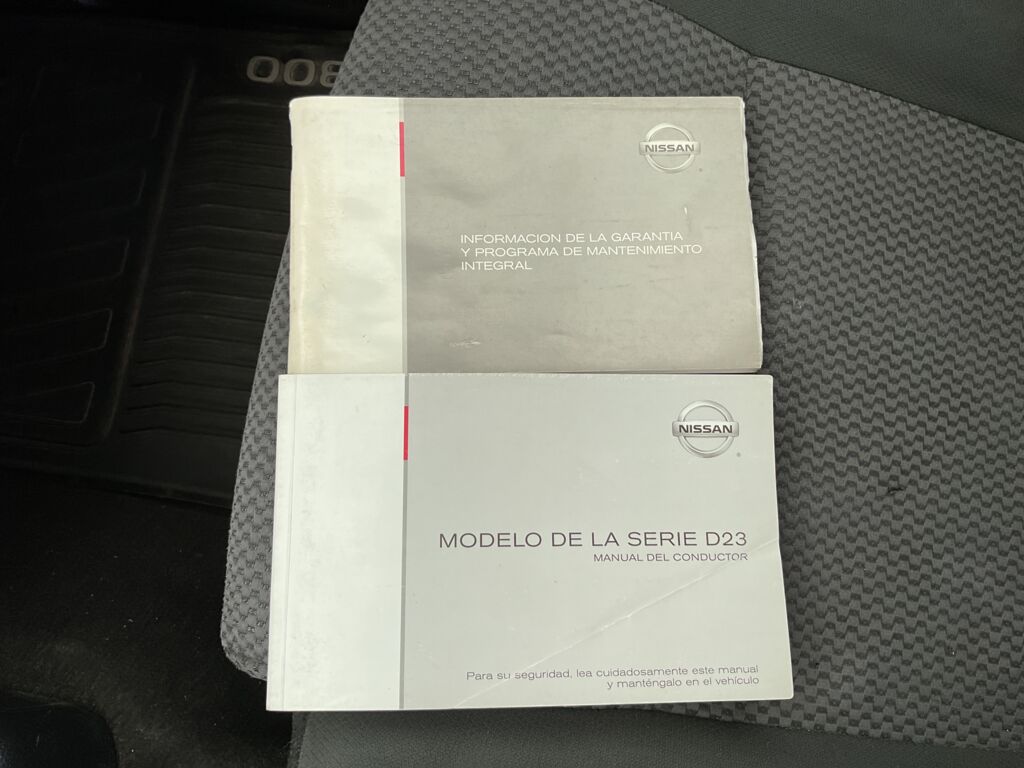 NISSAN
INFORMACION DE LA GARANTIA
Y PROGRAMA DE MANTENIMIENTO
INTEGRAL
NISSAN
MODELO DE LA SERIE D23
MANUAL DEL CONDUCTOR
Para su seguridad, lea cuidadosamente este manual
y manténgalo en el vehículo